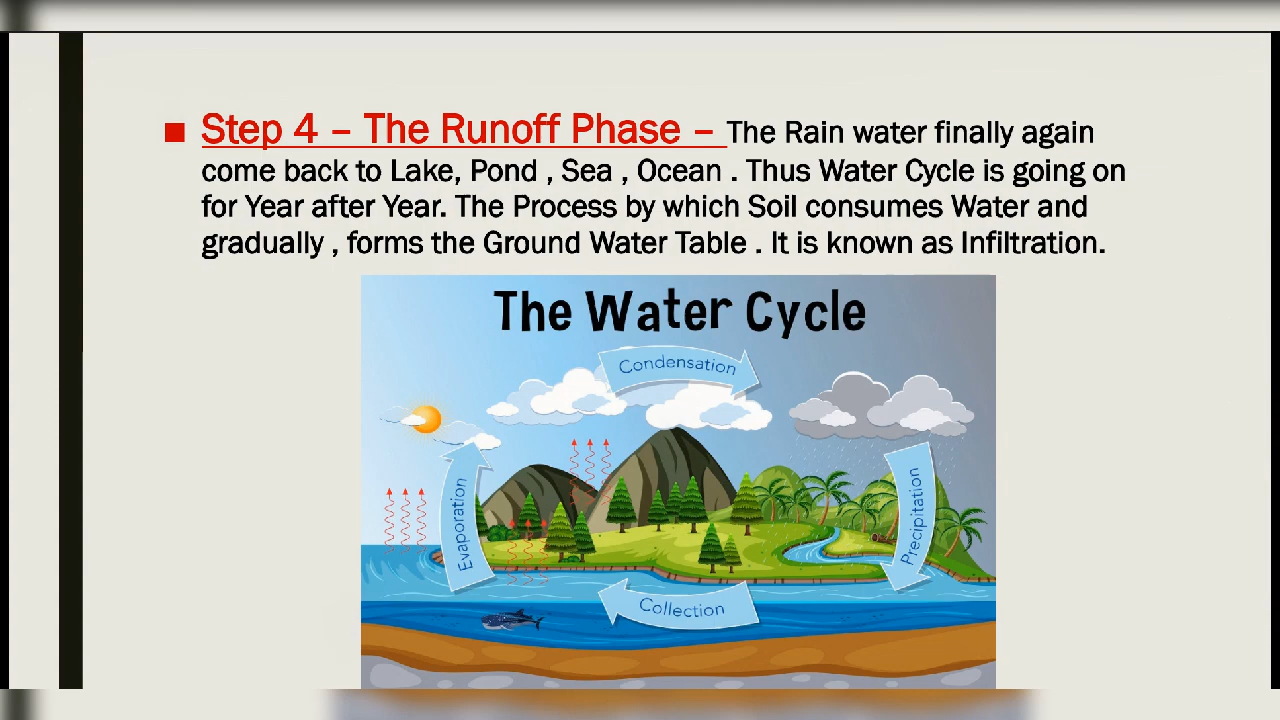 Step 4 – The Runoff Phase – The Rain water finally again
come back to Lake, Pond , Sea , Ocean . Thus Water Cycle is going on
for Year after Year. The Process by which Soil consumes Water and
gradually , forms the Ground Water Table . It is known as Infiltration.
The Water Cycle
Condensation
Evaporation
Precipitation
Collection